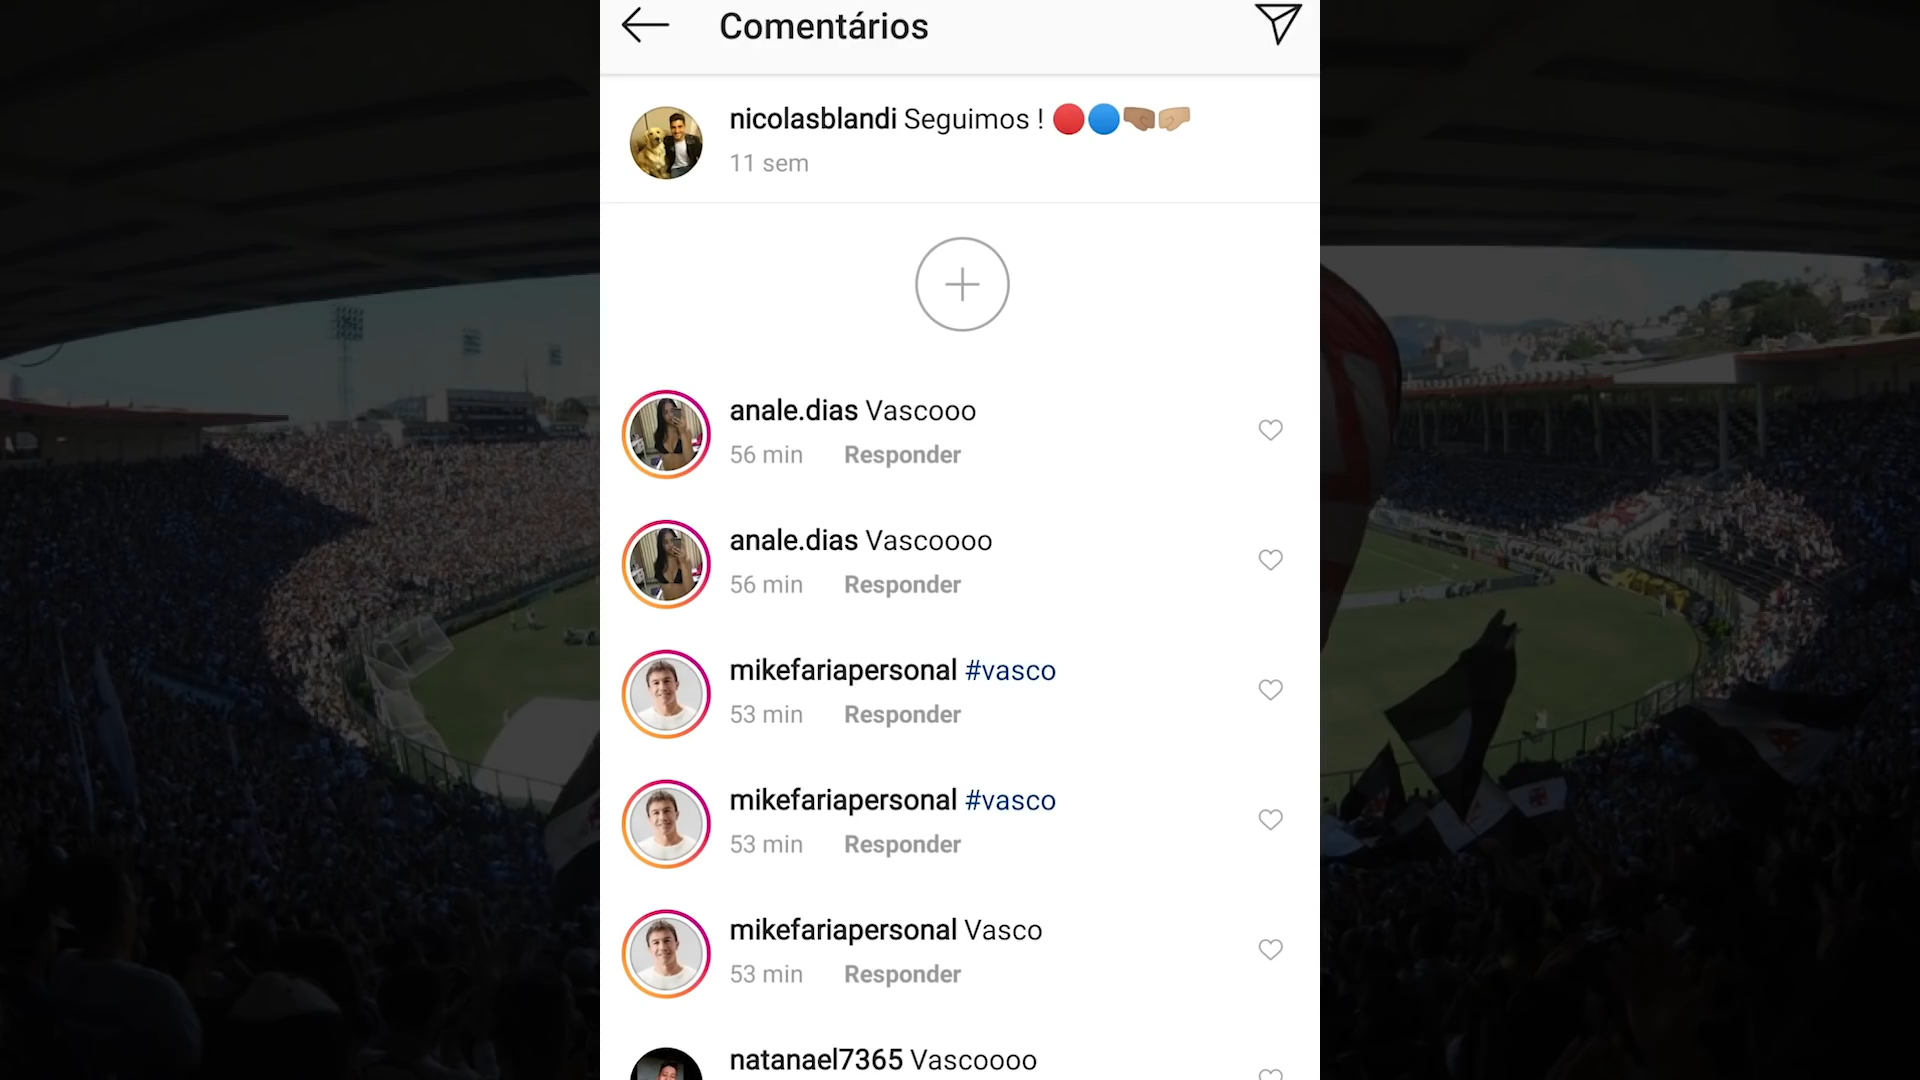 Comentários
nicolasblandi Seguimos ! 🔴🔵🤜🏽🤛🏼
11 sem
anale.dias Vascooo
56 min Responder
anale.dias Vascoooo
56 min Responder
mikefariapersonal #vasco
53 min Responder
mikefariapersonal #vasco
53 min Responder
mikefariapersonal Vasco
53 min Responder
natanael7365 Vascoooo